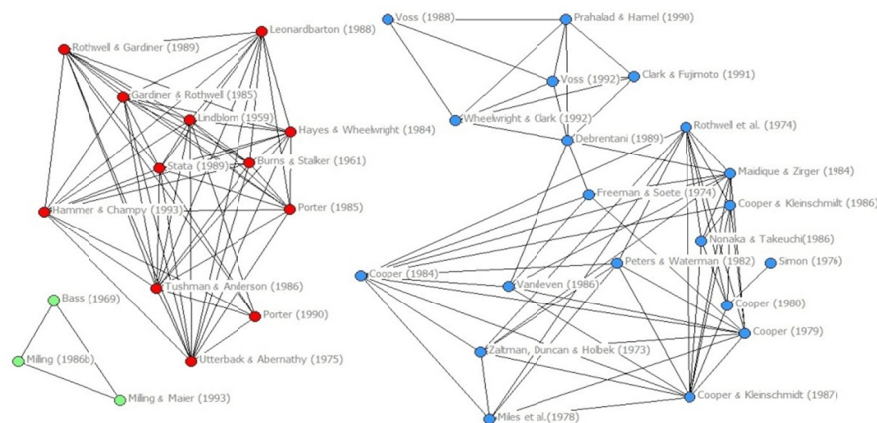 Voss (1988)
Prahalad & Hamel (1990)
Leonardbarton (1988)
Rothwell & Gardiner (1989)
Clark & Fujimoto (1991)
Voss (1992)
Gardiner & Rothwell (1985)
Lindblom (1959)
Wheelwright & Clark (1992)
Rothwell et al. (1974)
Hayes & Wheelwright (1984)
Debrentani (1989)
Burns & Stalker (1961)
Stata (1989)
Maidique & Zirger (1984)
Freeman & Soete (1974)
Cooper & Kleinschmidt (1986)
Porter (1985)
Hammer & Champy (1993)
Nonaka & Takeuchi(1986)
Peters & Waterman (1982)
Simon (1976)
Cooper (1984)
Tushman & Anderson (1986)
Vandeven (1986)
Bass (1969)
Cooper (1980)
Porter (1990)
Cooper (1979)
Zaltman, Duncan & Holbek (1973)
Milling (1986b)
Utterback & Abernathy (1975)
Cooper & Kleinschmidt (1987)
Milling & Maier (1993)
Miles et al.(1978)